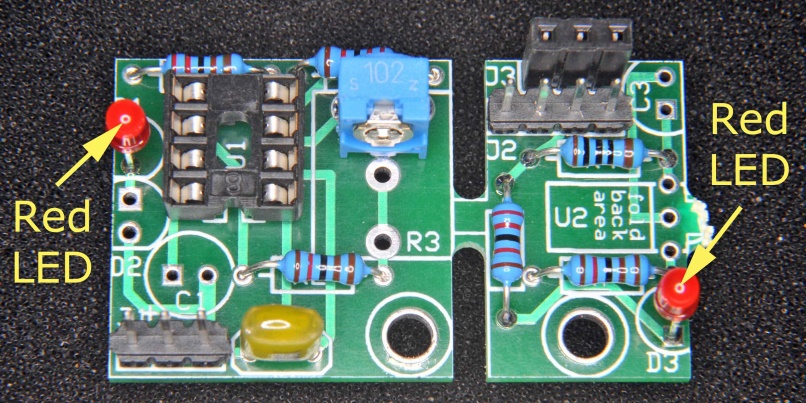 Red
LED
102
S
Z
U1
J3
C3
J2
U2
fold
back
area
R3
D2
C1
D3
Red
LED